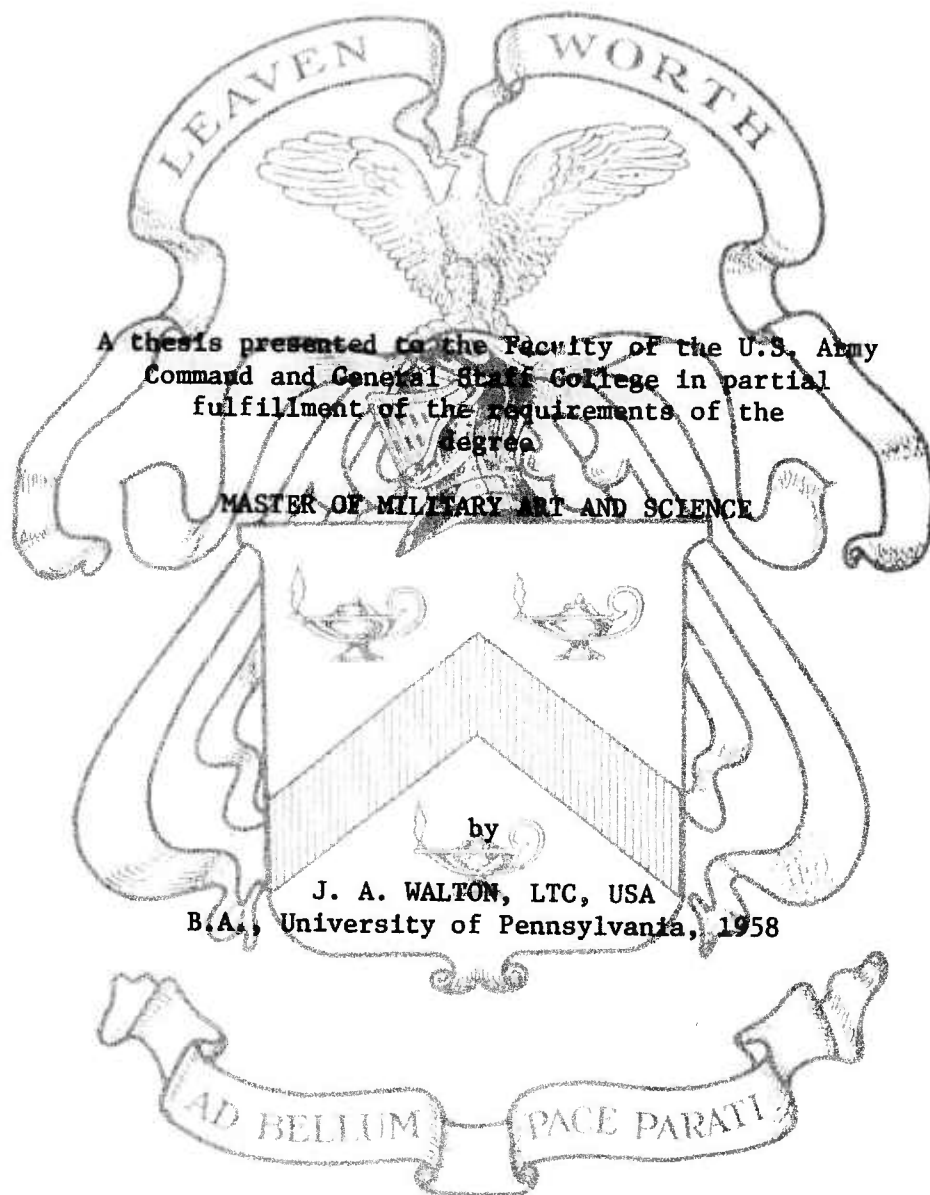 LEAVEN WORTH
A thesis presented to the Faculty of the U.S. Army
Command and General Staff College in partial
fulfillment of the requirements of the
degree
MASTER OF MILITARY ART AND SCIENCE
by
J. A. WALTON, LTC, USA
B.A., University of Pennsylvania, 1958
AD BELLUM PACE PARATI